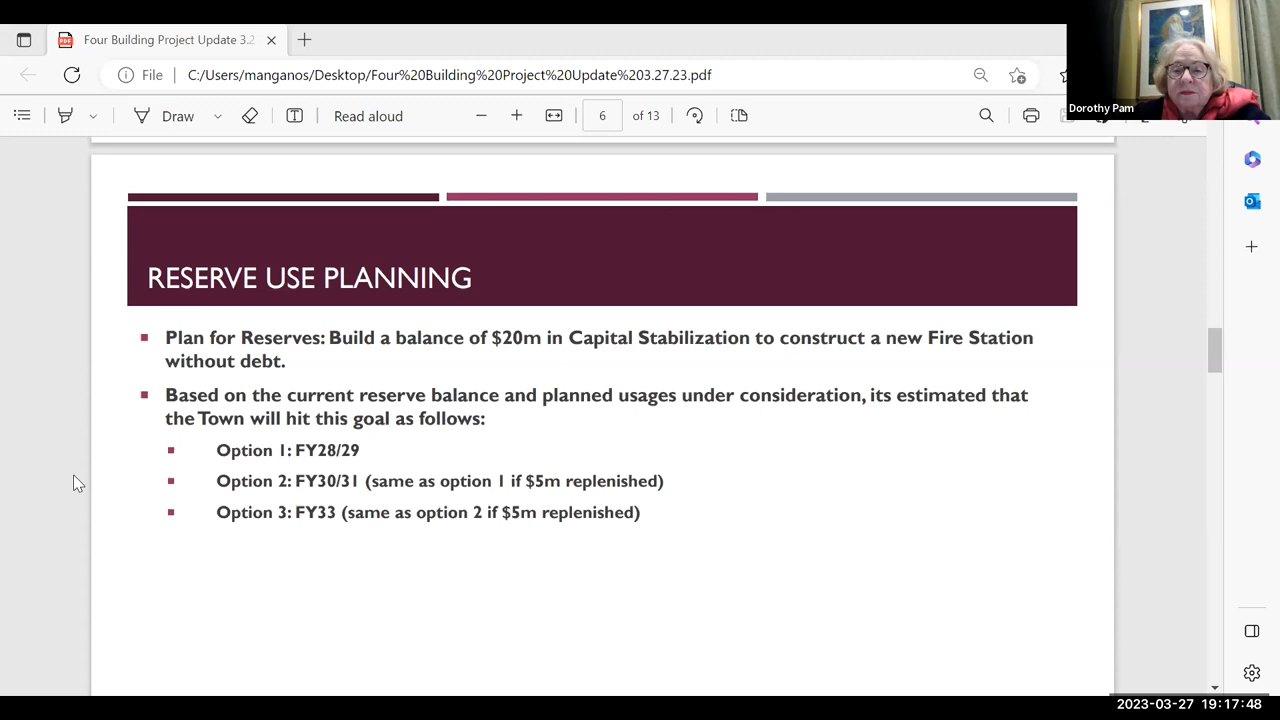 Four Building Project Update 3.2
File
C:/Users/manganos/Desktop/Four%20Building%20Project%20Update%203.27.23.pdf
Dorothy Pam
Draw
Read aloud
6
of 13
RESERVE USE PLANNING
Plan for Reserves: Build a balance of $20m in Capital Stabilization to construct a new Fire Station
without debt.
Based on the current reserve balance and planned usages under consideration, its estimated that
the Town will hit this goal as follows:
Option 1: FY28/29
Option 2: FY30/31 (same as option 1 if $5m replenished)
Option 3: FY33 (same as option 2 if $5m replenished)
2023-03-27 19:17:48